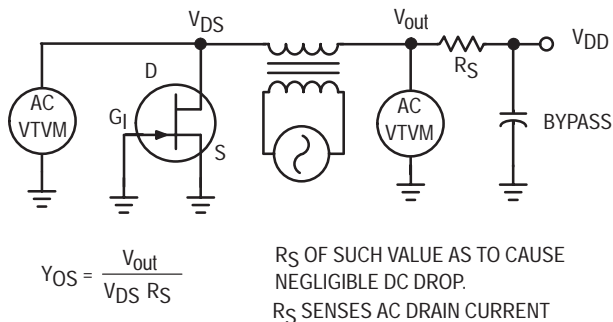 VDS
Vout
VDD
RS
D
AC
VTVM
GI
S
AC
VTVM
BYPASS
YOS = Vout / VDS RS
RS OF SUCH VALUE AS TO CAUSE
NEGLIGIBLE DC DROP.
RS SENSES AC DRAIN CURRENT